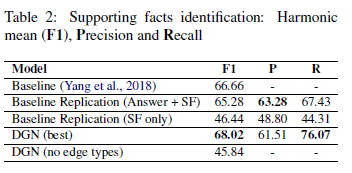 Table 2: Supporting facts identification: Harmonic
mean (F1), Precision and Recall
Model F1 P R
Baseline (Yang et al., 2018) 66.66 - -
Baseline Replication (Answer + SF) 65.28 63.28 67.43
Baseline Replication (SF only) 46.44 48.80 44.31
DGN (best) 68.02 61.51 76.07
DGN (no edge types) 45.84 - -